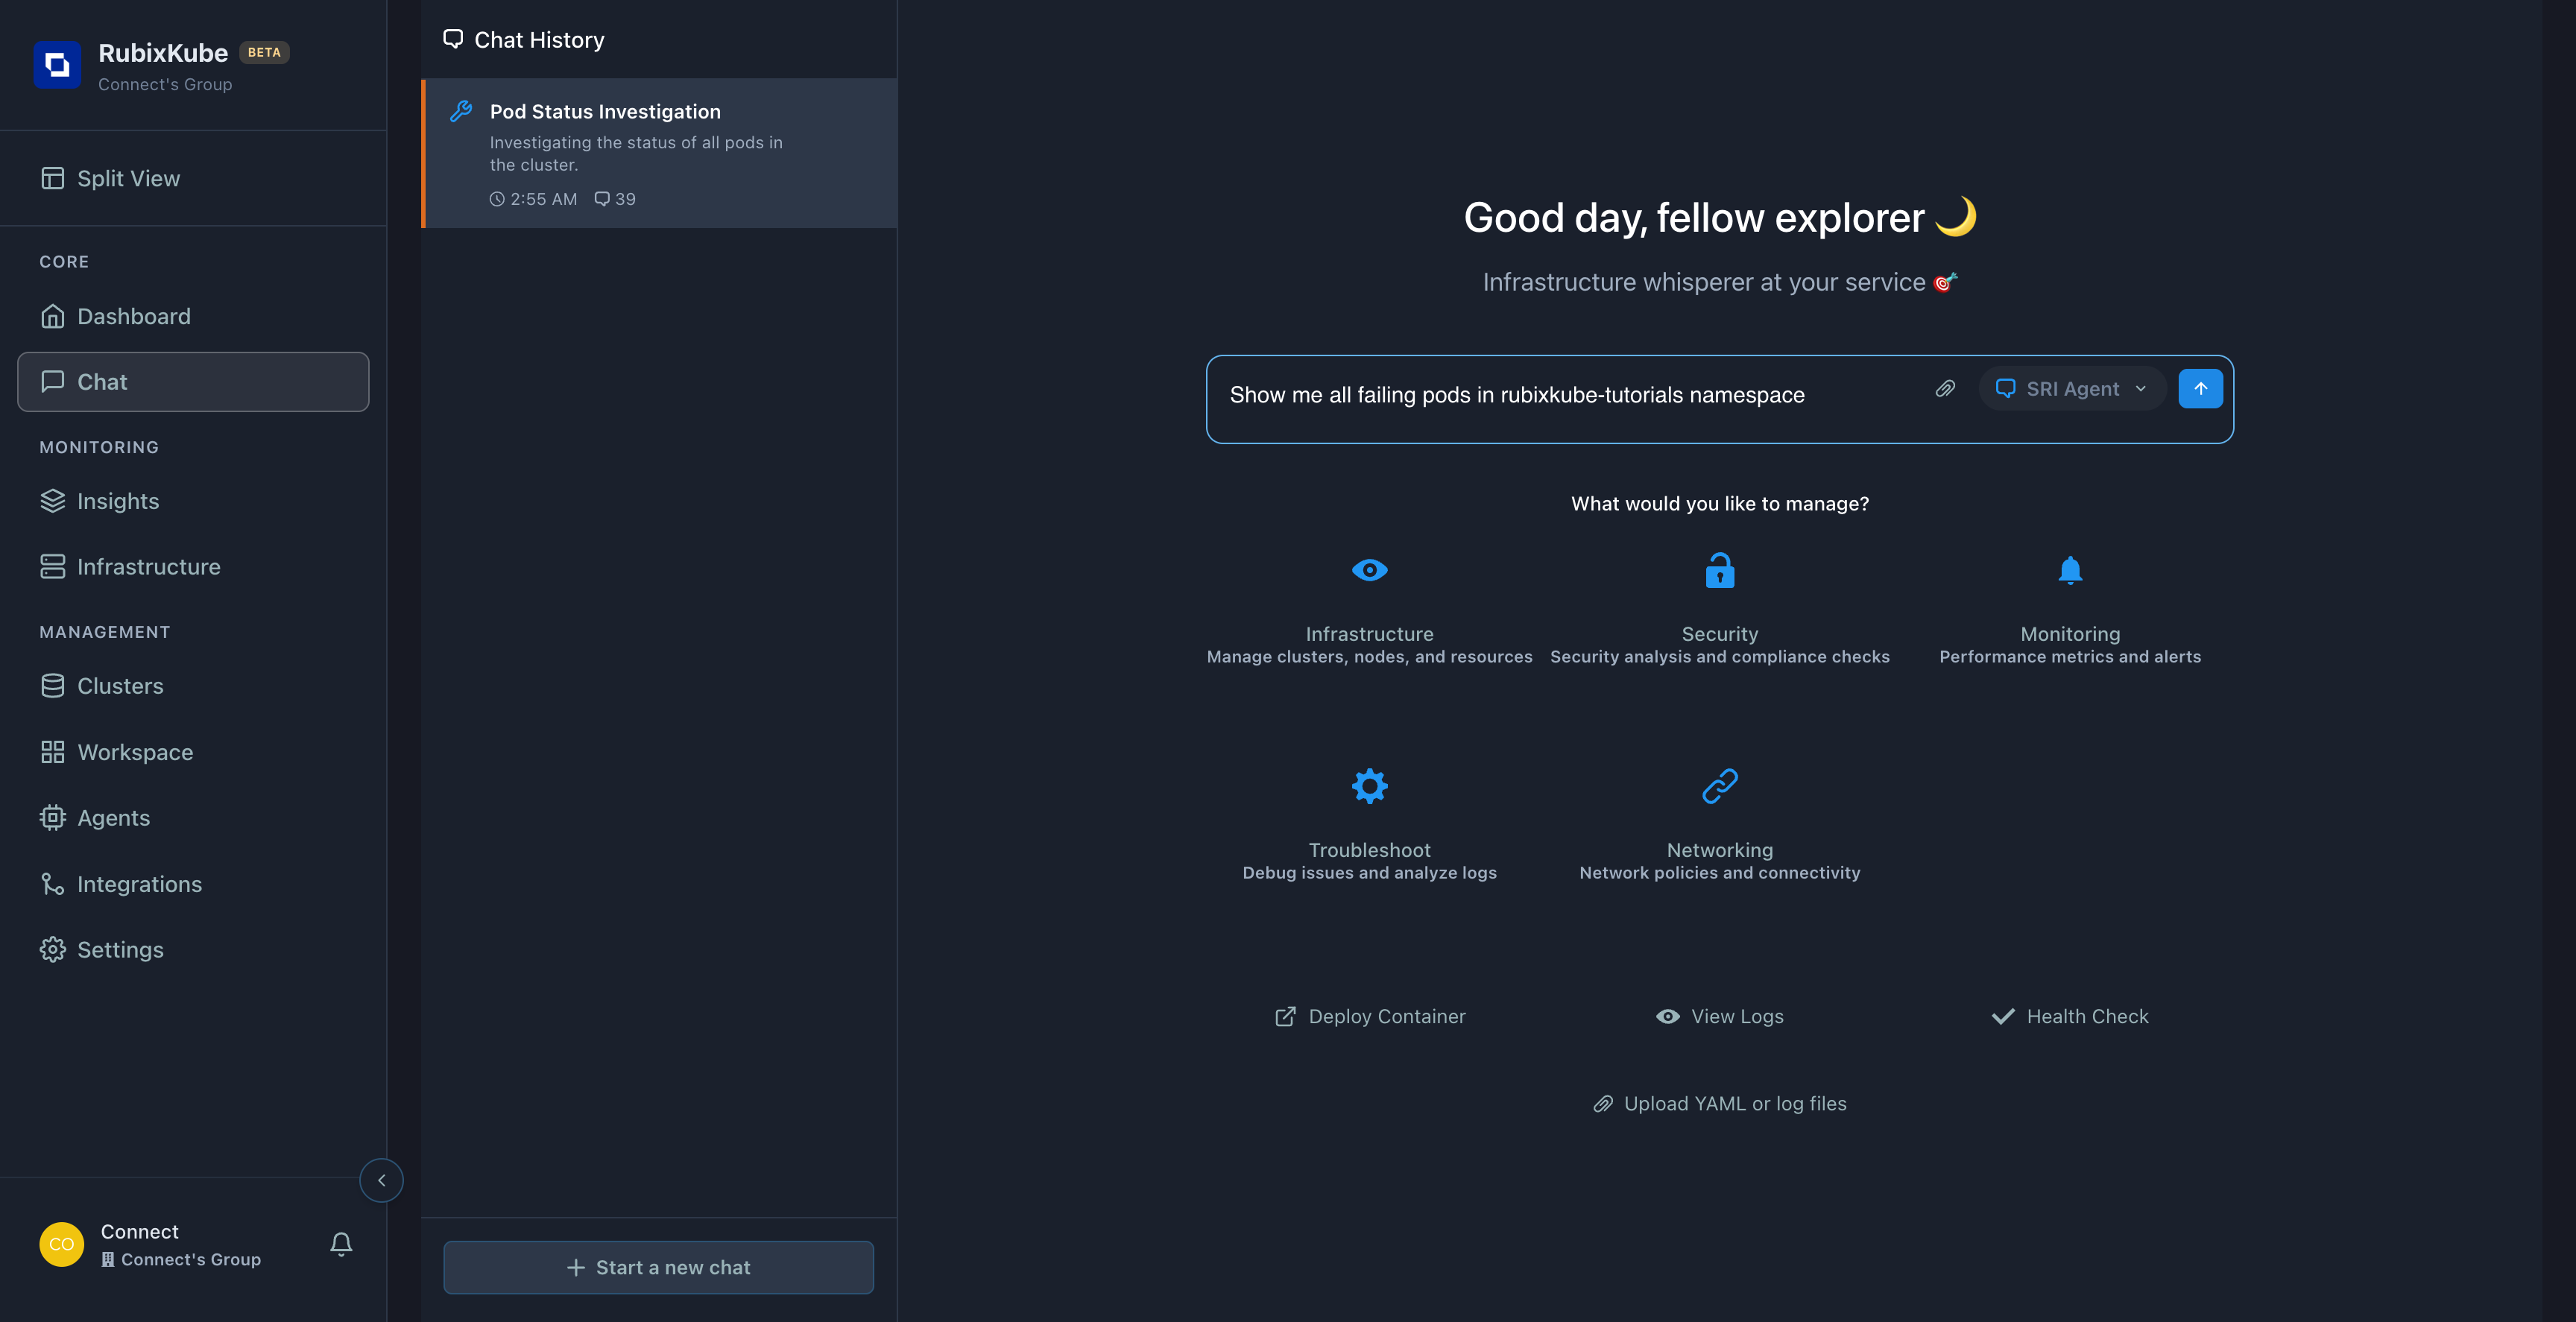 RubixKube BETA
Connect's Group
Split View
CORE
Dashboard
Chat
MONITORING
Insights
Infrastructure
MANAGEMENT
Clusters
Workspace
Agents
Integrations
Settings
CO
Connect
Connect's Group
Chat History
Pod Status Investigation
Investigating the status of all pods in
the cluster.
2:55 AM 39
Start a new chat
Good day, fellow explorer 🌙
Infrastructure whisperer at your service 🎯
Show me all failing pods in rubixkube-tutorials namespace
SRI Agent
What would you like to manage?
Infrastructure
Manage clusters, nodes, and resources
Security
Security analysis and compliance checks
Monitoring
Performance metrics and alerts
Troubleshoot
Debug issues and analyze logs
Networking
Network policies and connectivity
Deploy Container
View Logs
Health Check
Upload YAML or log files